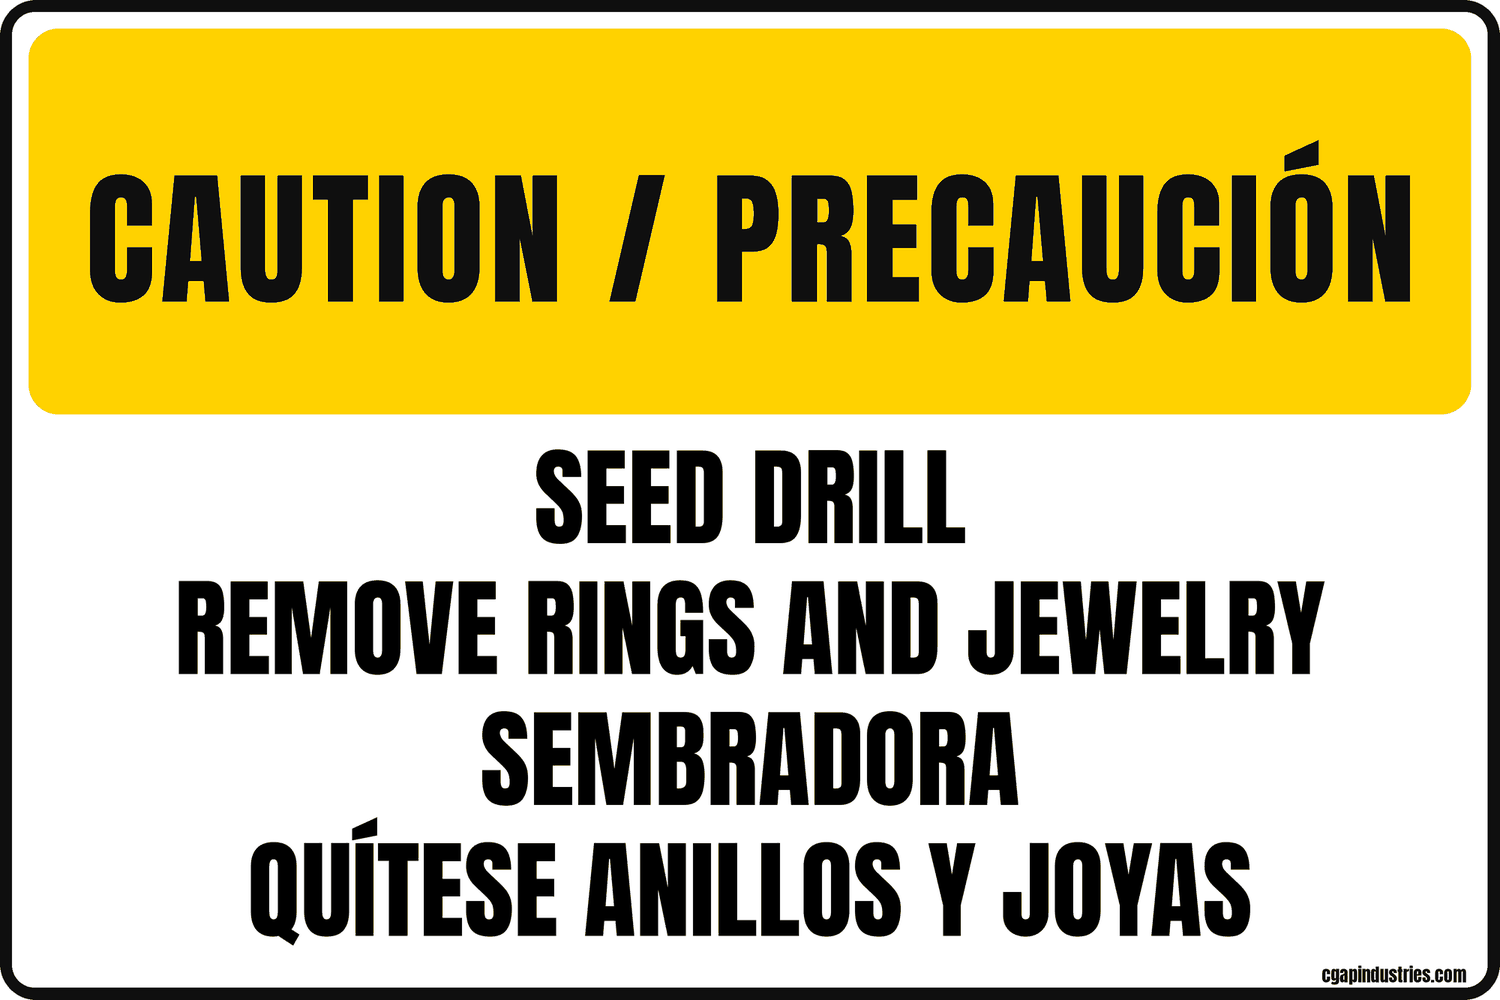 CAUTION / PRECAUCIÓN
SEED DRILL
REMOVE RINGS AND JEWELRY
SEMBRADORA
QUÍTESE ANILLOS Y JOYAS
cgapindustries.com